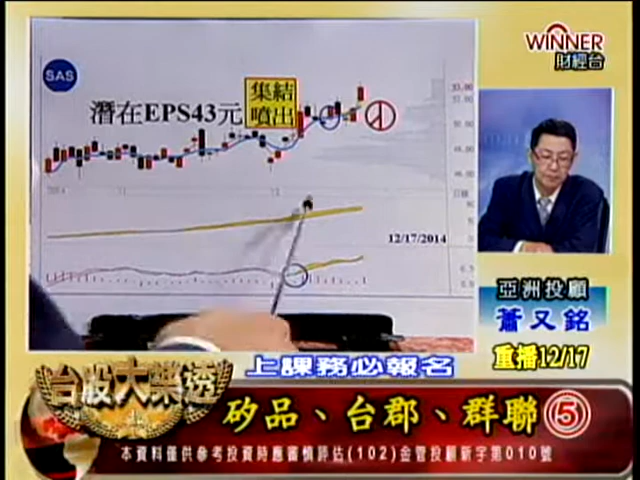 WINNER
財經台
SAS
潛在EPS43元
集結
噴出
12/17/2014
亞洲投顧
蕭又銘
重播12/17
台股大樂透
上課務必報名
矽品、台郡、群聯 5
本資料僅供參考投資時應審慎評估(102)金管投顧新字第010號